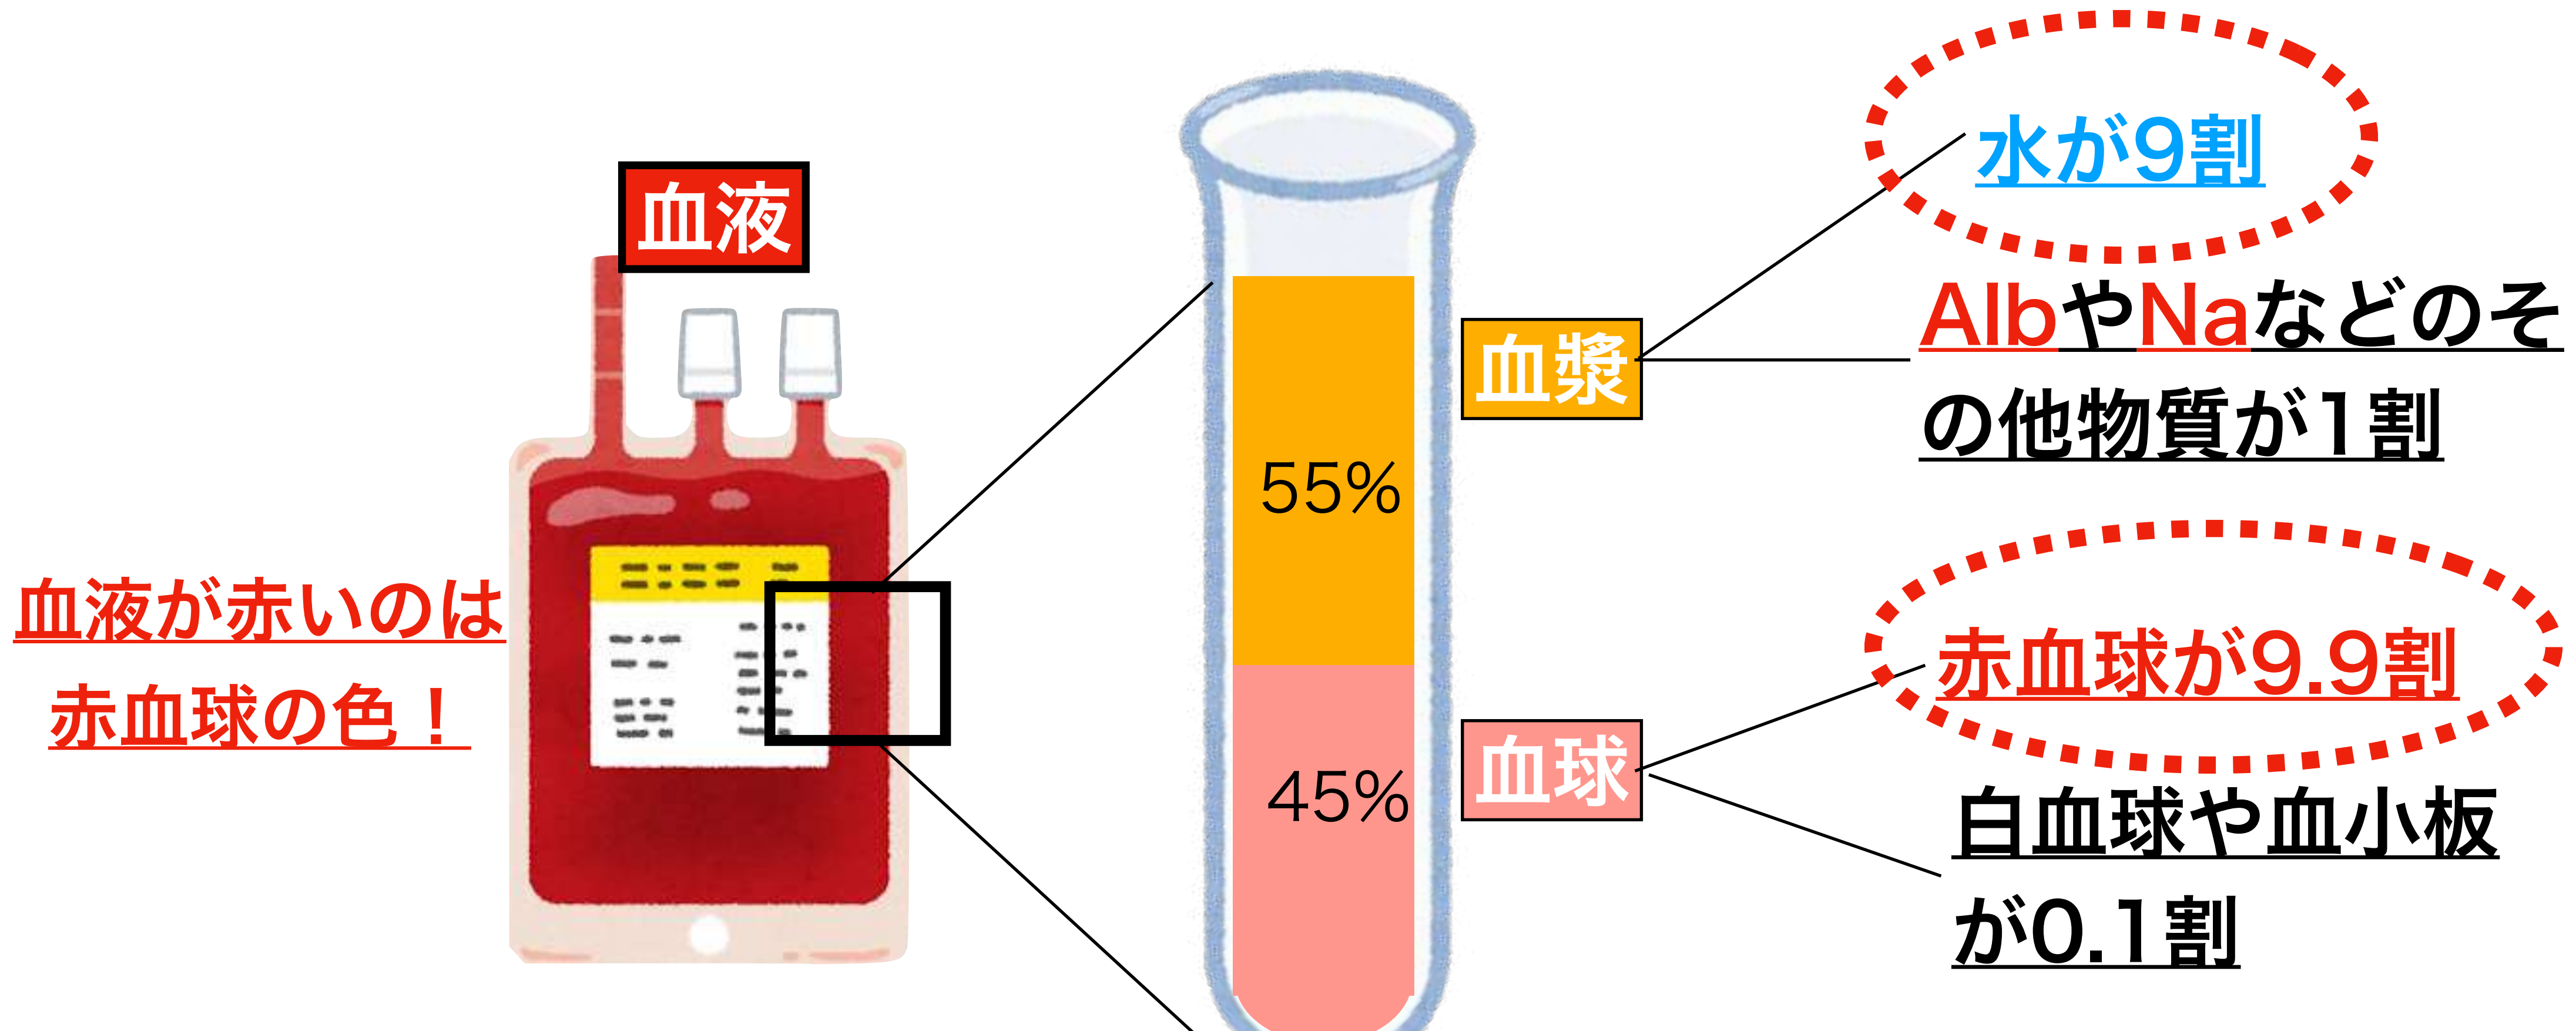 血液
血液が赤いのは
赤血球の色！
55%
45%
血漿
水が9割
AlbやNaなどのそ
の他物質が1割
血球
赤血球が9.9割
白血球や血小板
が0.1割